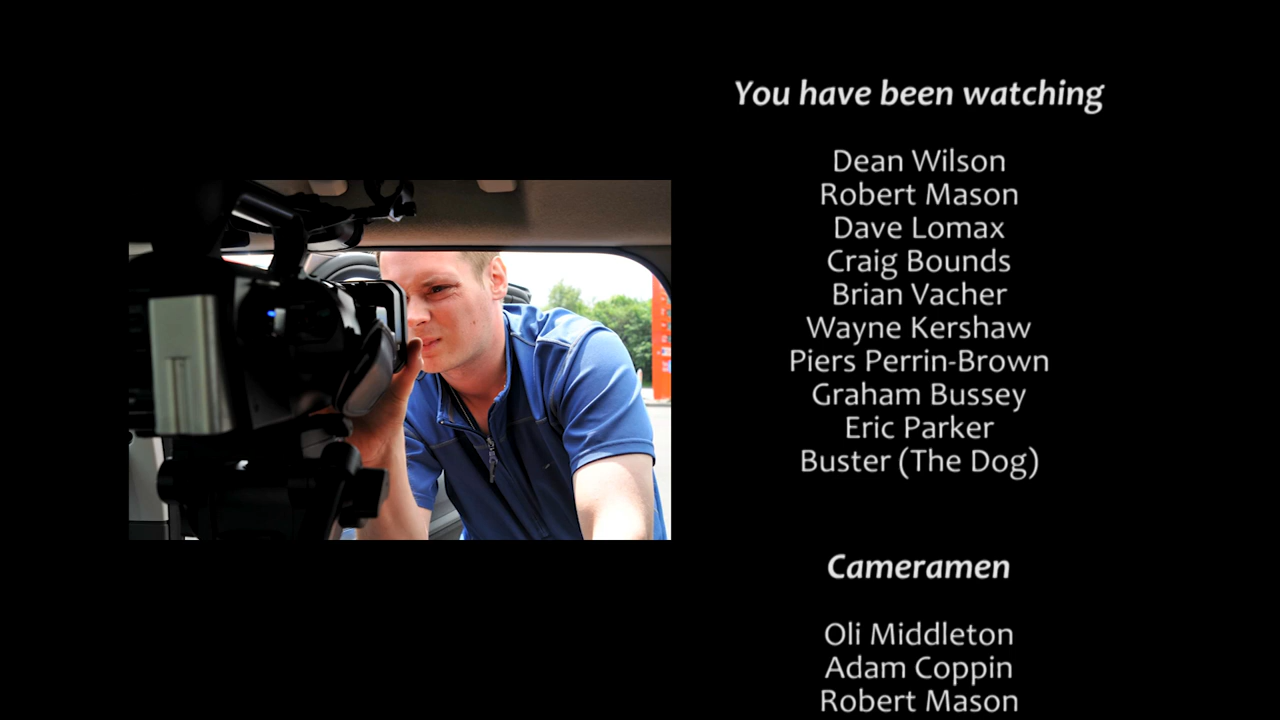 You have been watching
Dean Wilson
Robert Mason
Dave Lomax
Craig Bounds
Brian Vacher
Wayne Kershaw
Piers Perrin-Brown
Graham Bussey
Eric Parker
Buster (The Dog)
Cameramen
Oli Middleton
Adam Coppin
Robert Mason